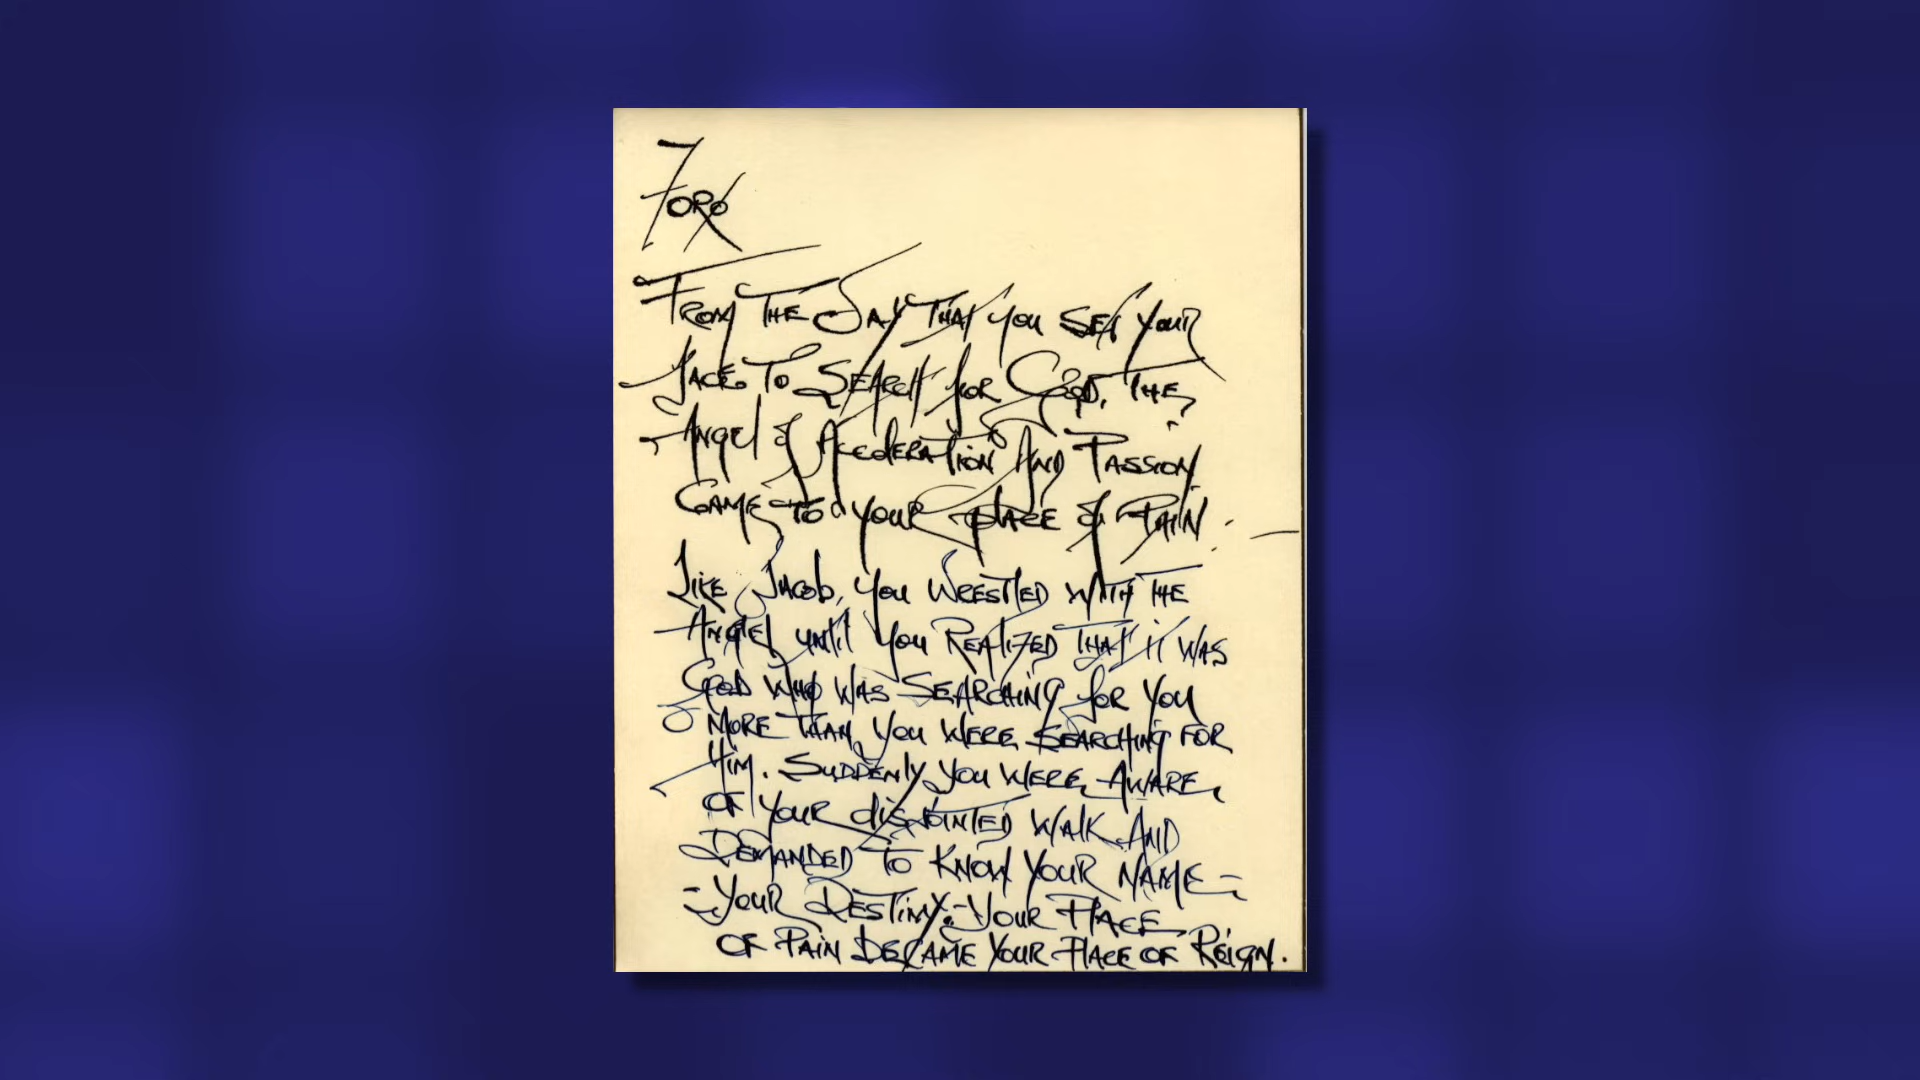 Toro
From The Day That you Set Your
Face To Search for God, The
Angel of Acceleration And Passion
Came to your place of Pain.
Like Jacob, you Wrestled With The
Angel until You Realized That it Was
God Who Was Searching for You
More Than You Were Searching For
Him. Suddenly You Were Aware
Of Your disjointed Walk And
Demanded To Know Your Name -
- Your Destiny. - Your Place
Of Pain Became Your Place Of Reign.